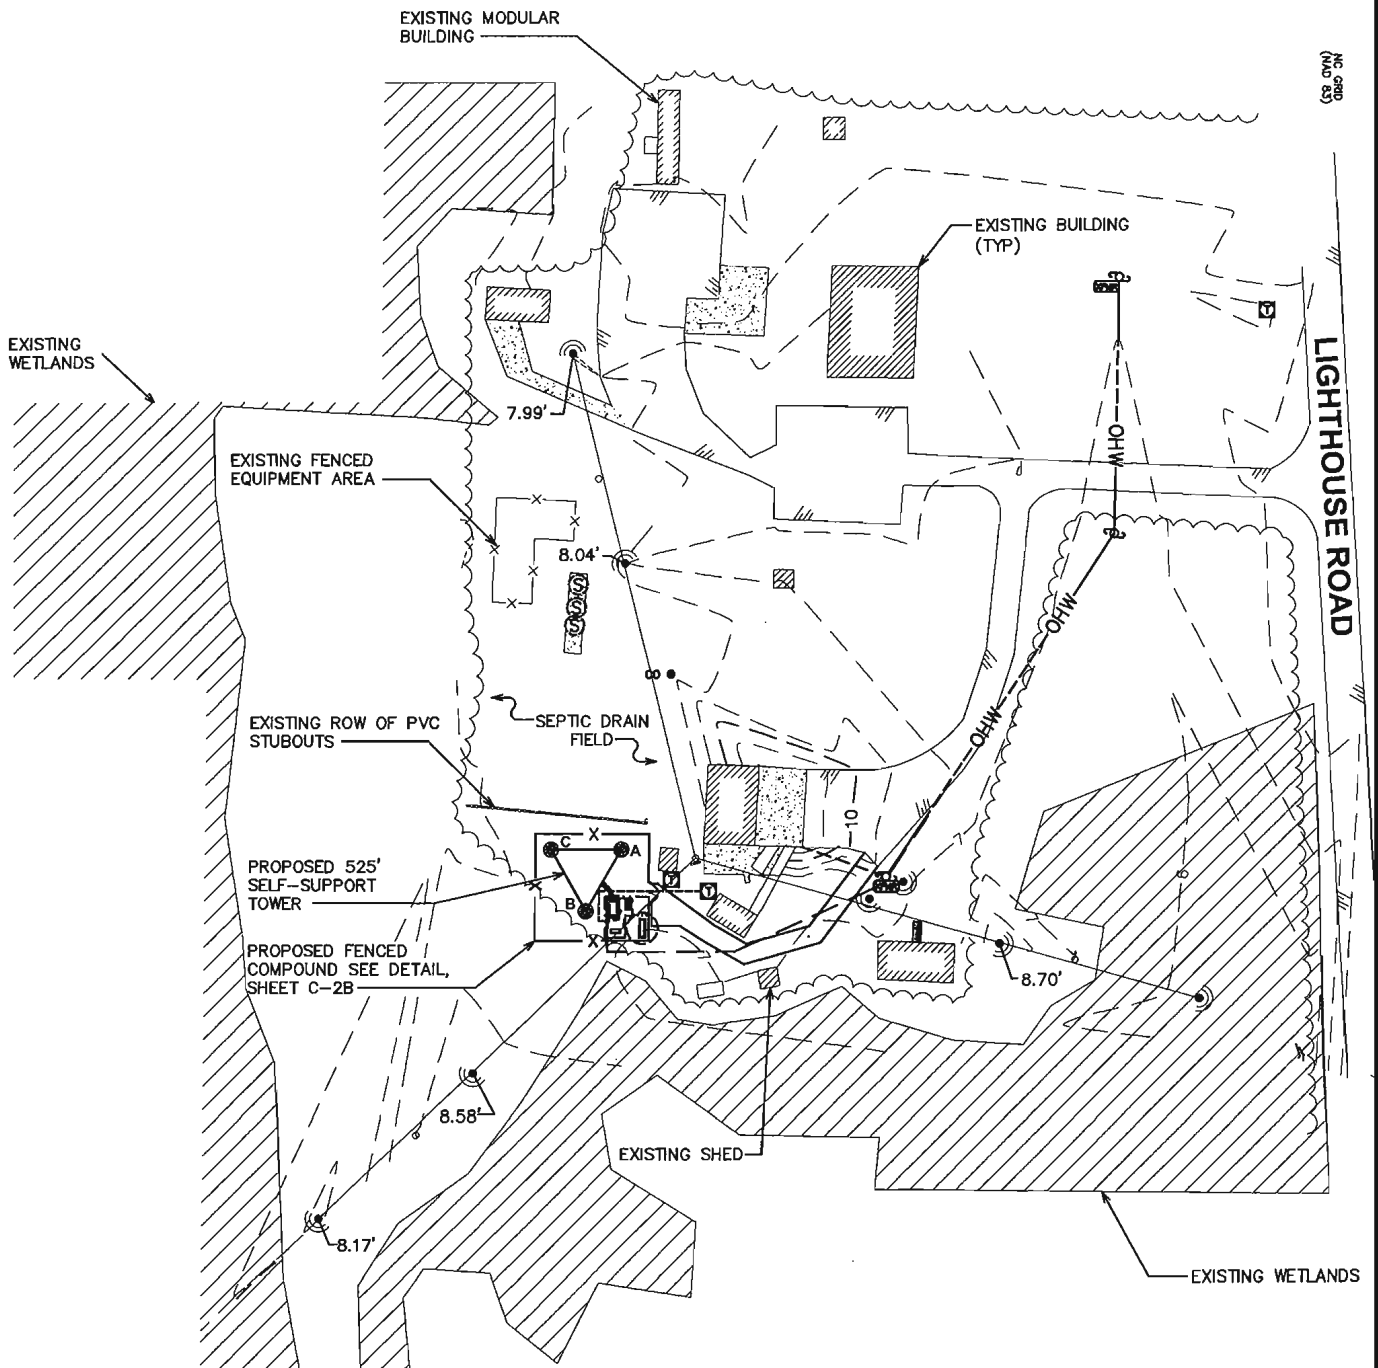 EXISTING MODULAR
BUILDING
NC GRID
(NAD 83)
EXISTING BUILDING
(TYP)
EXISTING
WETLANDS
LIGHTHOUSE ROAD
7.99'
OHW
EXISTING FENCED
EQUIPMENT AREA
X
X
X
X
X
8.04'
S
S
S
OHW
EXISTING ROW OF PVC
STUBOUTS
SEPTIC DRAIN
FIELD
OHW
10
X
C
A
PROPOSED 525'
SELF-SUPPORT
TOWER
B
T
T
T
X
X
PROPOSED FENCED
COMPOUND SEE DETAIL,
SHEET C-2B
8.70'
8.58'
EXISTING SHED
8.17'
EXISTING WETLANDS